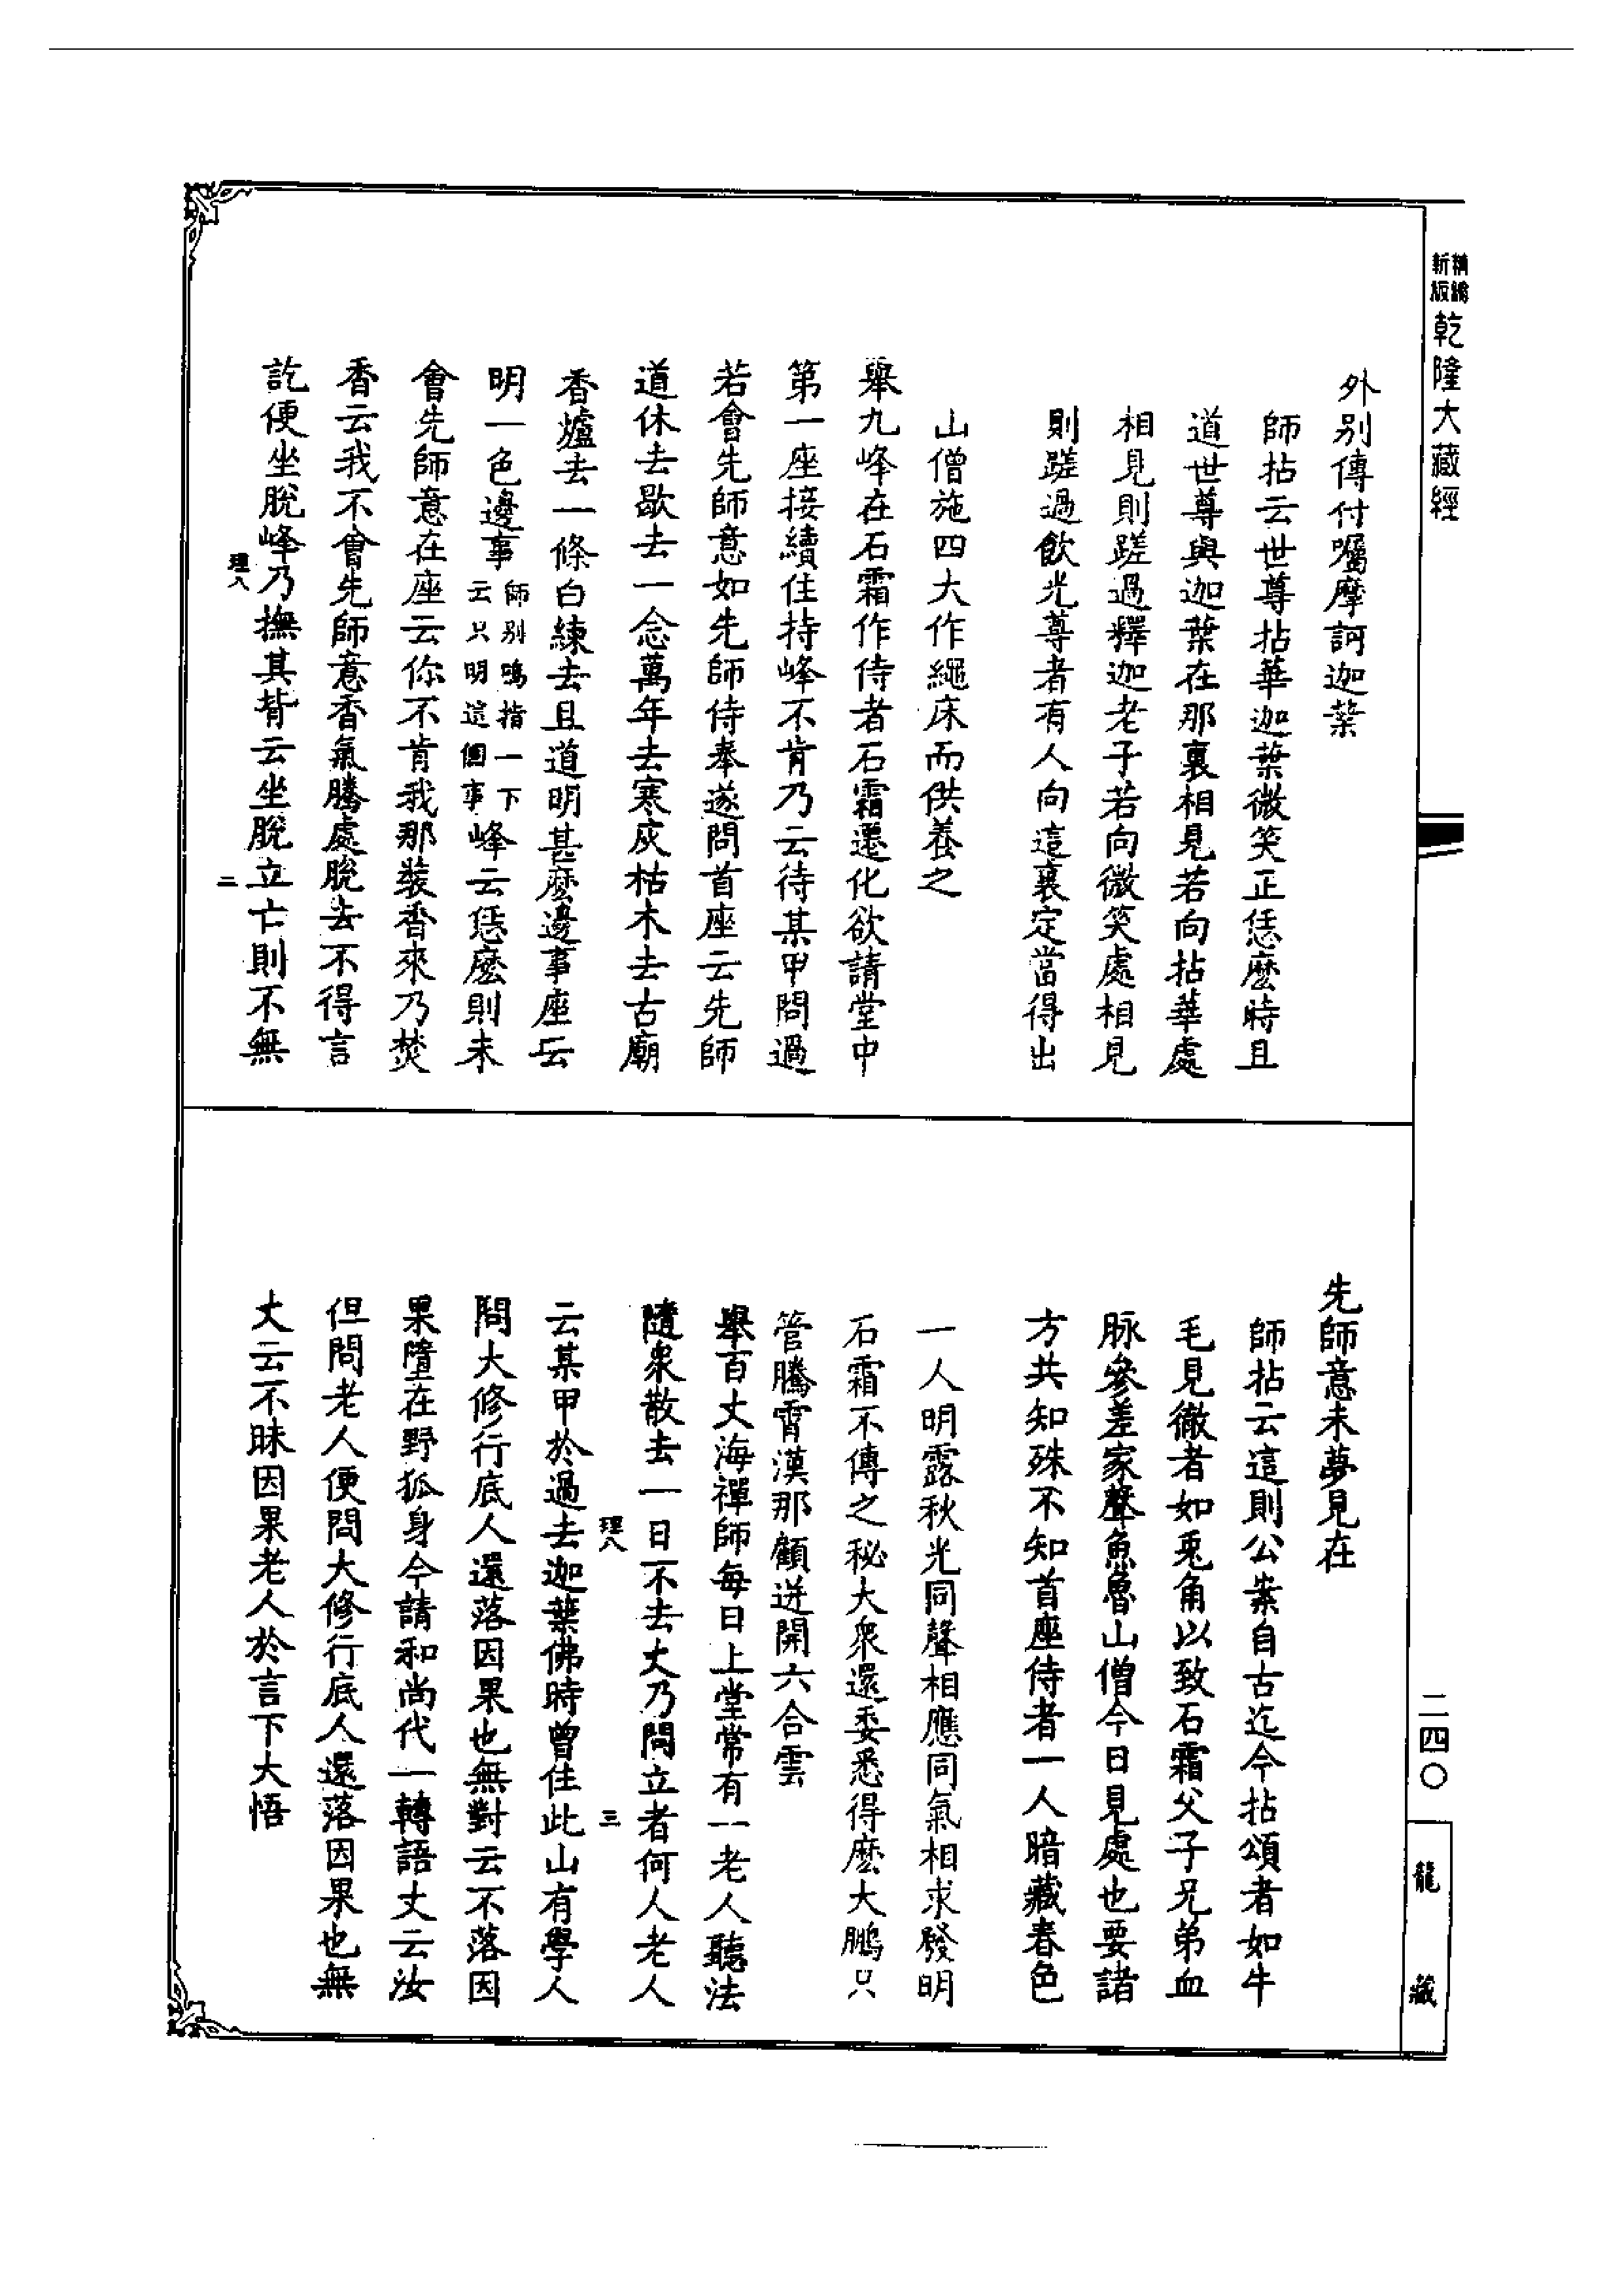 精編
新版
乾隆大藏經
外別傳付囑摩訶迦葉
師拈云世尊拈華迦葉微笑正恁麽時且
道世尊與迦葉在那裏相見若向拈華處
相見則蹉過釋迦老子若向微笑處相見
則蹉過飲光尊者有人向這裏定當得出
山僧施四大作繩床而供養之
舉九峰在石霜作侍者石霜遷化欲請堂中
第一座接續住持峰不肯乃云待某甲問過
若會先師意如先師侍奉遂問首座云先師
道休去歇去一念萬年去寒灰枯木去古廟
香爐去一條白練去且道明甚麽邊事座云
明一色邊事師別鳴指一下云只明這個事峰云恁麽則未
會先師意在座云你不肯我那裝香來乃焚
香云我不會先師意香氣騰處脫去不得言
訖便坐脫峰乃撫其背云坐脫立亡則不無
理八
二
先師意未夢見在
師拈云這則公案自古迄今拈頌者如牛
毛見徹者如兎角以致石霜父子兄弟血
脉參差家聲魚魯山僧今日見處也要諸
方共知殊不知首座侍者一人暗藏春色
一人明露秋光同聲相應同氣相求發明
石霜不傳之秘大衆還委悉得麽大鵬只
管騰霄漢那顧迸開六合雲
舉百丈海禪師每日上堂常有一老人聽法
隨衆散去一日不去丈乃問立者何人老人
理八
三
云某甲於過去迦葉佛時曾住此山有學人
問大修行底人還落因果也無對云不落因
果墮在野狐身今請和尚代一轉語丈云汝
但問老人便問大修行底人還落因果也無
丈云不昧因果老人於言下大悟
二四〇
龍藏